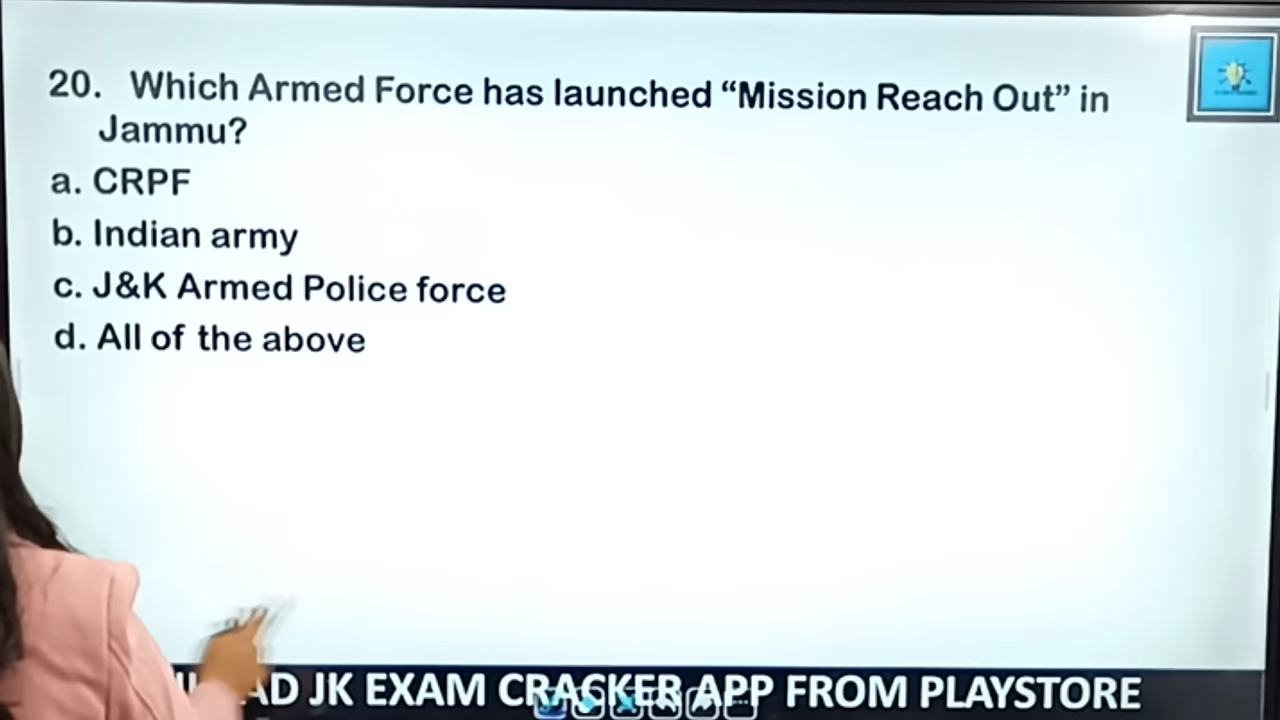 20. Which Armed Force has launched “Mission Reach Out” in
Jammu?
a. CRPF
b. Indian army
c. J&K Armed Police force
d. All of the above
JK EXAM CRACKER APP FROM PLAYSTORE